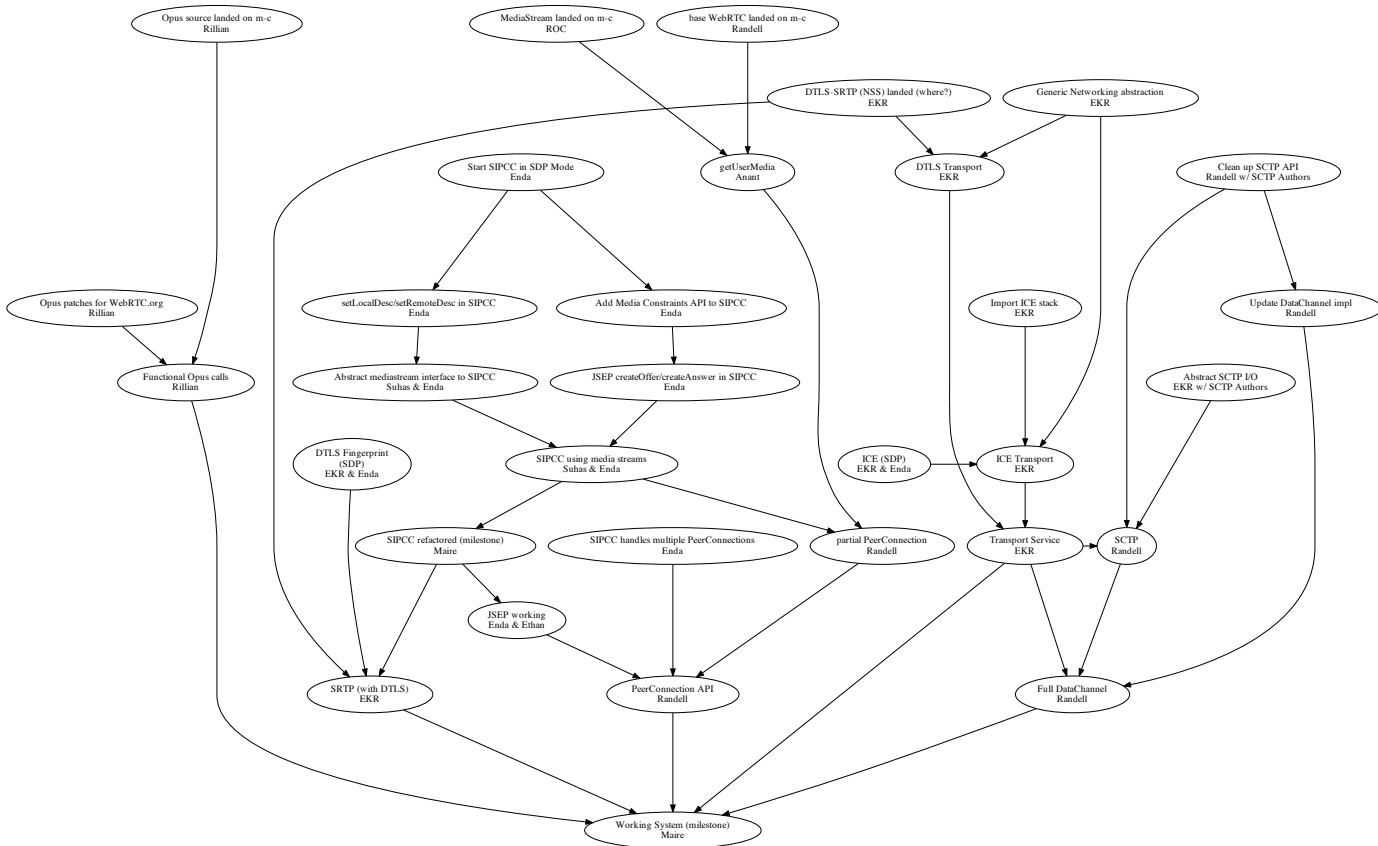 Opus source landed on m-c
Rillian
MediaStream landed on m-c
ROC
base WebRTC landed on m-c
Randell
DTLS-SRTP (NSS) landed (where?)
EKR
Generic Networking abstraction
EKR
Start SIPCC in SDP Mode
Enda
getUserMedia
Anant
DTLS Transport
EKR
Clean up SCTP API
Randell w/ SCTP Authors
Opus patches for WebRTC.org
Rillian
setLocalDesc/setRemoteDesc in SIPCC
Enda
Add Media Constraints API to SIPCC
Enda
Import ICE stack
EKR
Update DataChannel impl
Randell
Functional Opus calls
Rillian
Abstract mediastream interface to SIPCC
Suhas & Enda
JSEP createOffer/createAnswer in SIPCC
Enda
Abstract SCTP I/O
EKR w/ SCTP Authors
DTLS Fingerprint
(SDP)
EKR & Enda
SIPCC using media streams
Suhas & Enda
ICE (SDP)
EKR & Enda
ICE Transport
EKR
SIPCC refactored (milestone)
Maire
SIPCC handles multiple PeerConnections
Enda
partial PeerConnection
Randell
Transport Service
EKR
SCTP
Randell
JSEP working
Enda & Ethan
SRTP (with DTLS)
EKR
PeerConnection API
Randell
Full DataChannel
Randell
Working System (milestone)
Maire